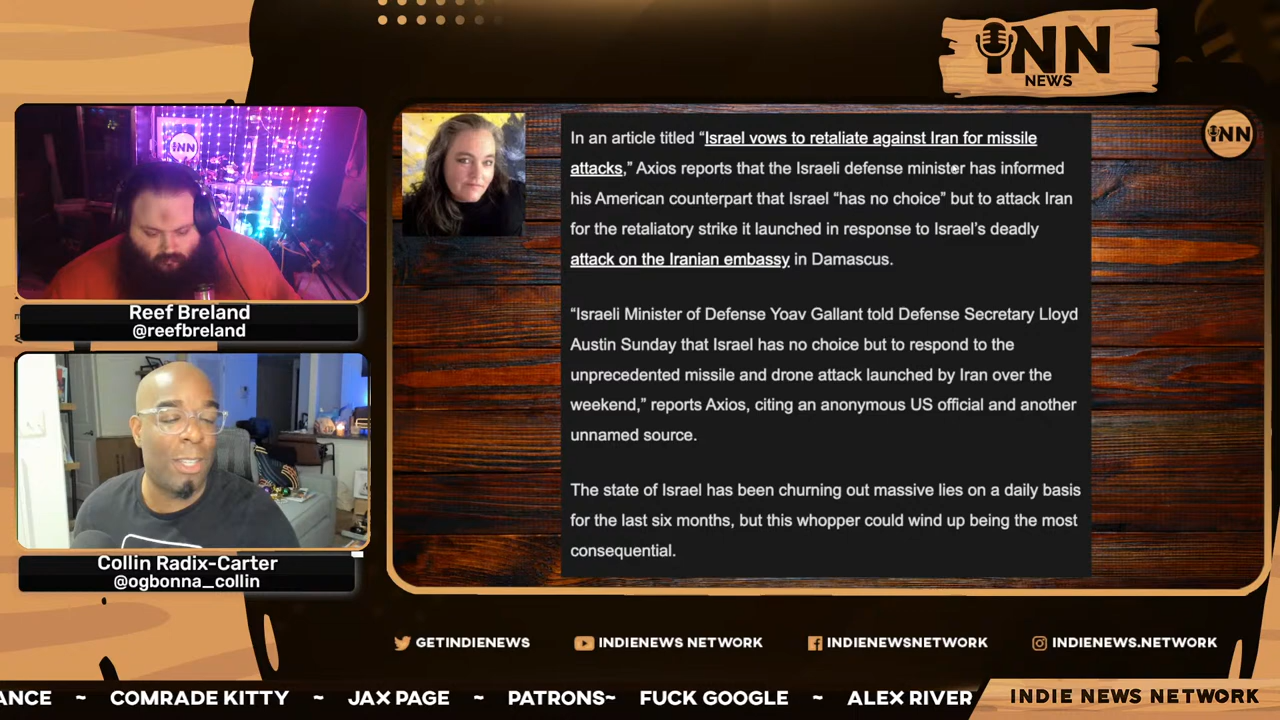 iNN
NEWS
iNN
In an article titled “Israel vows to retaliate against Iran for missile
attacks,” Axios reports that the Israeli defense minister has informed
his American counterpart that Israel “has no choice” but to attack Iran
for the retaliatory strike it launched in response to Israel’s deadly
attack on the Iranian embassy in Damascus.
“Israeli Minister of Defense Yoav Gallant told Defense Secretary Lloyd
Austin Sunday that Israel has no choice but to respond to the
unprecedented missile and drone attack launched by Iran over the
weekend,” reports Axios, citing an anonymous US official and another
unnamed source.
The state of Israel has been churning out massive lies on a daily basis
for the last six months, but this whopper could wind up being the most
consequential.
iNN
Reef Breland
@reefbreland
Collin Radix-Carter
@ogbonna_collin
GETINDIENEWS
INDIENEWS NETWORK
INDIENEWSNETWORK
INDIENEWS.NETWORK
ANCE ~ COMRADE KITTY ~ JAX PAGE ~ PATRONS~ FUCK GOOGLE ~ ALEX RIVER
INDIE NEWS NETWORK